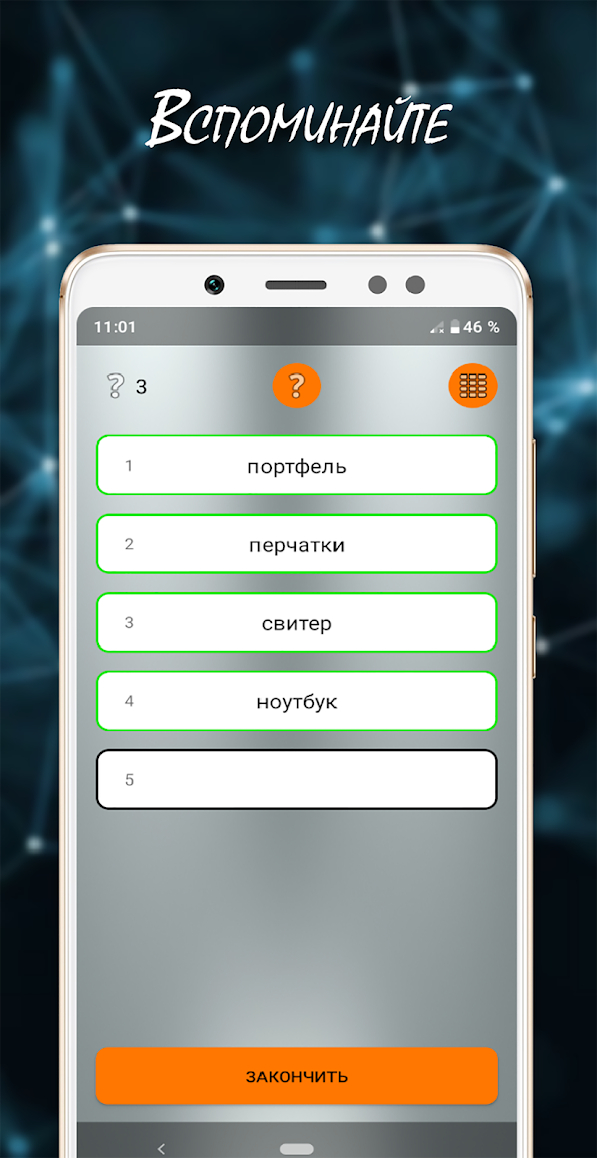 Вспоминайте
11:01 46 %
? 3 ?
1 портфель
2 перчатки
3 свитер
4 ноутбук
5
ЗАКОНЧИТЬ